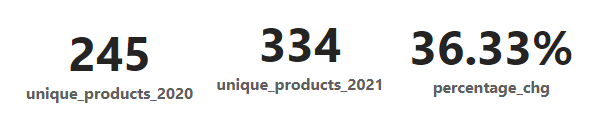 245
unique_products_2020
334
unique_products_2021
36.33%
percentage_chg